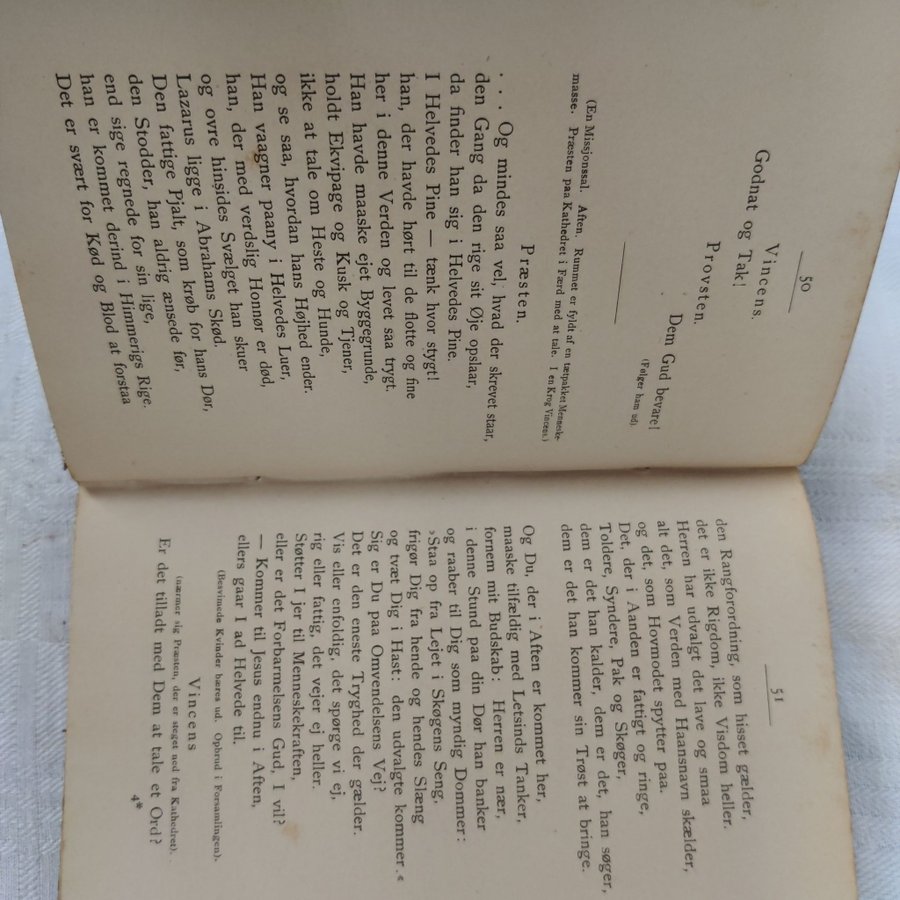 50
Vincens.
Godnat og Tak!
Provsten.
Dem Gud bevare!
(Følger ham ud).
(En Missjonssal. Aften. Rummet er fyldt af en tætpakket Menneske-
masse. Præsten paa Kathedret i Færd med at tale. I en Krog Vincens.)
Præsten.
. . . Og mindes saa vel, hvad der skrevet staar,
den Gang da den rige sit Øje opslaar,
da finder han sig i Helvedes Pine.
I Helvedes Pine — tænk hvor stygt!
han, der havde hørt til de flotte og fine
her i denne Verden og levet saa trygt.
Han havde maaske ejet Byggegrunde,
holdt Ekvipage og Kusk og Tjener,
ikke at tale om Heste og Hunde,
og se saa, hvordan hans Højhed ender.
Han vaagner paany i Helvedes Luer,
han, der med verdslig Honnør er død,
og ovre hinsides Svælget han skuer
Lazarus ligge i Abrahams Skød.
Den fattige Pjalt, som krøb for hans Dør,
den Stodder, han aldrig ænsede før,
end sige regnede for sin lige,
han er kommet derind i Himmerigs Rige.
Det er svært for Kød og Blod at forstaa
51
den Rangforordning, som hisset gælder,
det er ikke Rigdom, ikke Visdom heller.
Herren har udvalgt det lave og smaa
alt det, som Verden med Haansnavn skælder,
og det, som Hovmodet spytter paa.
Det, der i Aanden er fattigt og ringe,
Toldere, Syndere, Pak og Skøger,
dem er det han kalder, dem er det, han søger,
dem er det han kommer sin Trøst at bringe.
Og Du, der i Aften er kommet her,
maaske tilfældig med Letsinds Tanker,
fornem mit Budskab: Herren er nær,
i denne Stund paa din Dør han banker
og raaber til Dig som myndig Dommer:
›Staa op fra Lejet i Skøgens Seng,
frigør Dig fra hende og hendes Slæng
og tvæt Dig i Hast: den udvalgte kommer.«
Sig er Du paa Omvendelsens Vej?
Det er den eneste Tryghed der gælder.
Vis eller enfoldig, det spørge vi ej,
rig eller fattig, det vejer ej heller.
Støtter I jer til Menneskekraften,
eller er det Forbarmelsens Gud, I vil?
— Kommer til Jesus endnu i Aften,
ellers gaar I ad Helvede til.
(Besvimede Kvinder bæres ud. Opbrud i Forsamlingen).
Vincens
(nærmer sig Præsten, der er steget ned fra Kathedret).
Er det tilladt med Dem at tale et Ord?
4*